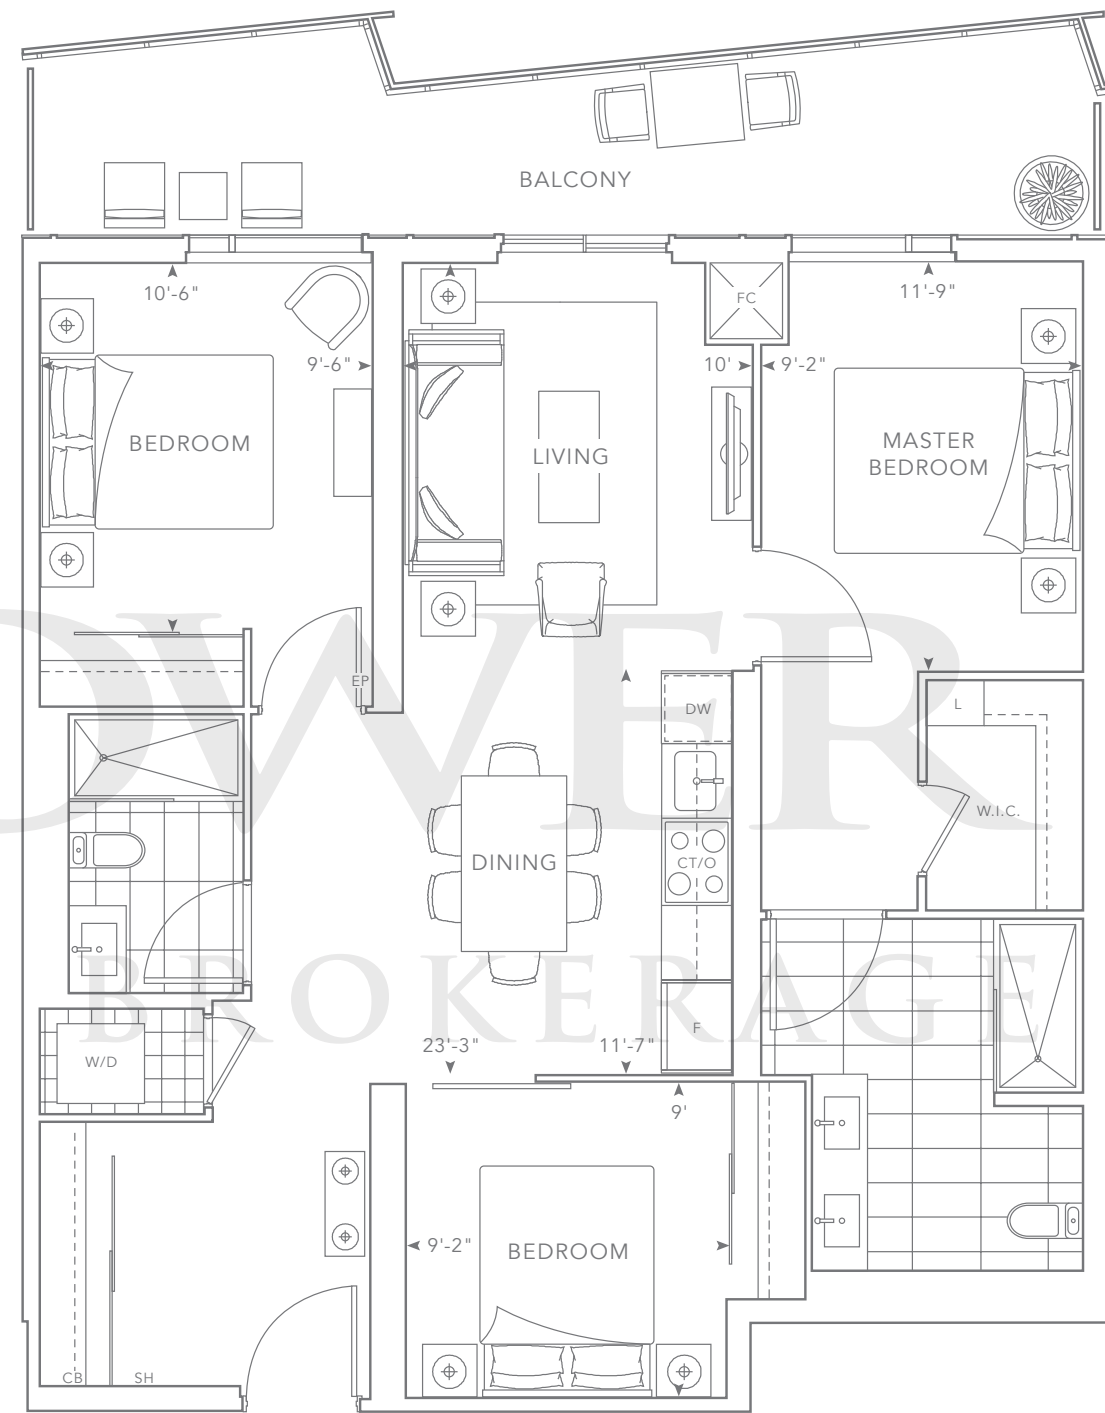 BALCONY
10'-6"
FC
11'-9"
9'-6"
10'
9'-2"
BEDROOM
LIVING
MASTER
BEDROOM
EP
DW
L
W.I.C.
DINING
CT/O
OWER
BROKERAGE
F
W/D
23'-3"
11'-7"
9'
9'-2"
BEDROOM
CB
SH